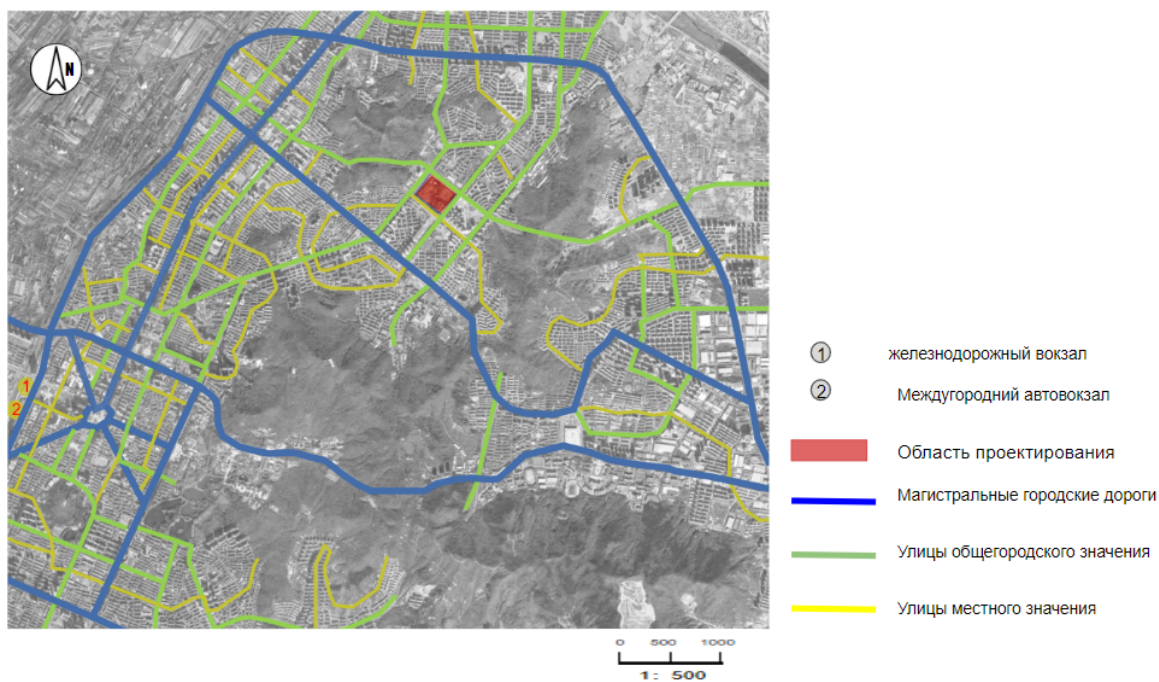 N
1
2
1 железнодорожный вокзал
2 Междугородний автовокзал
Область проектирования
Магистральные городские дороги
Улицы общегородского значения
Улицы местного значения
0 500 1000
1: 500